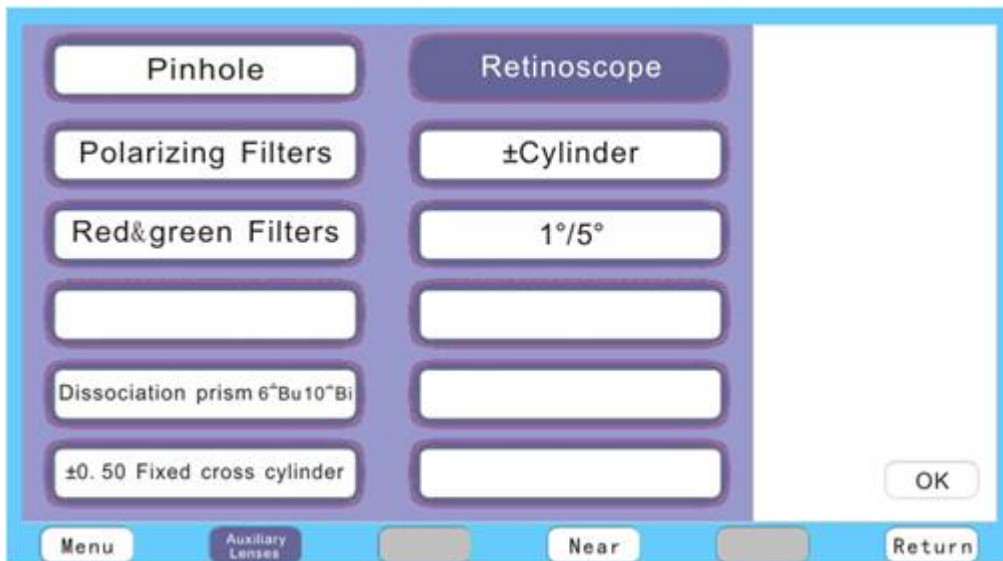 Pinhole
Retinoscope
Polarizing Filters
±Cylinder
Red&green Filters
1°/5°
Dissociation prism 6^Bu10^Bi
±0.50 Fixed cross cylinder
OK
Menu
Auxiliary
Lenses
Near
Return